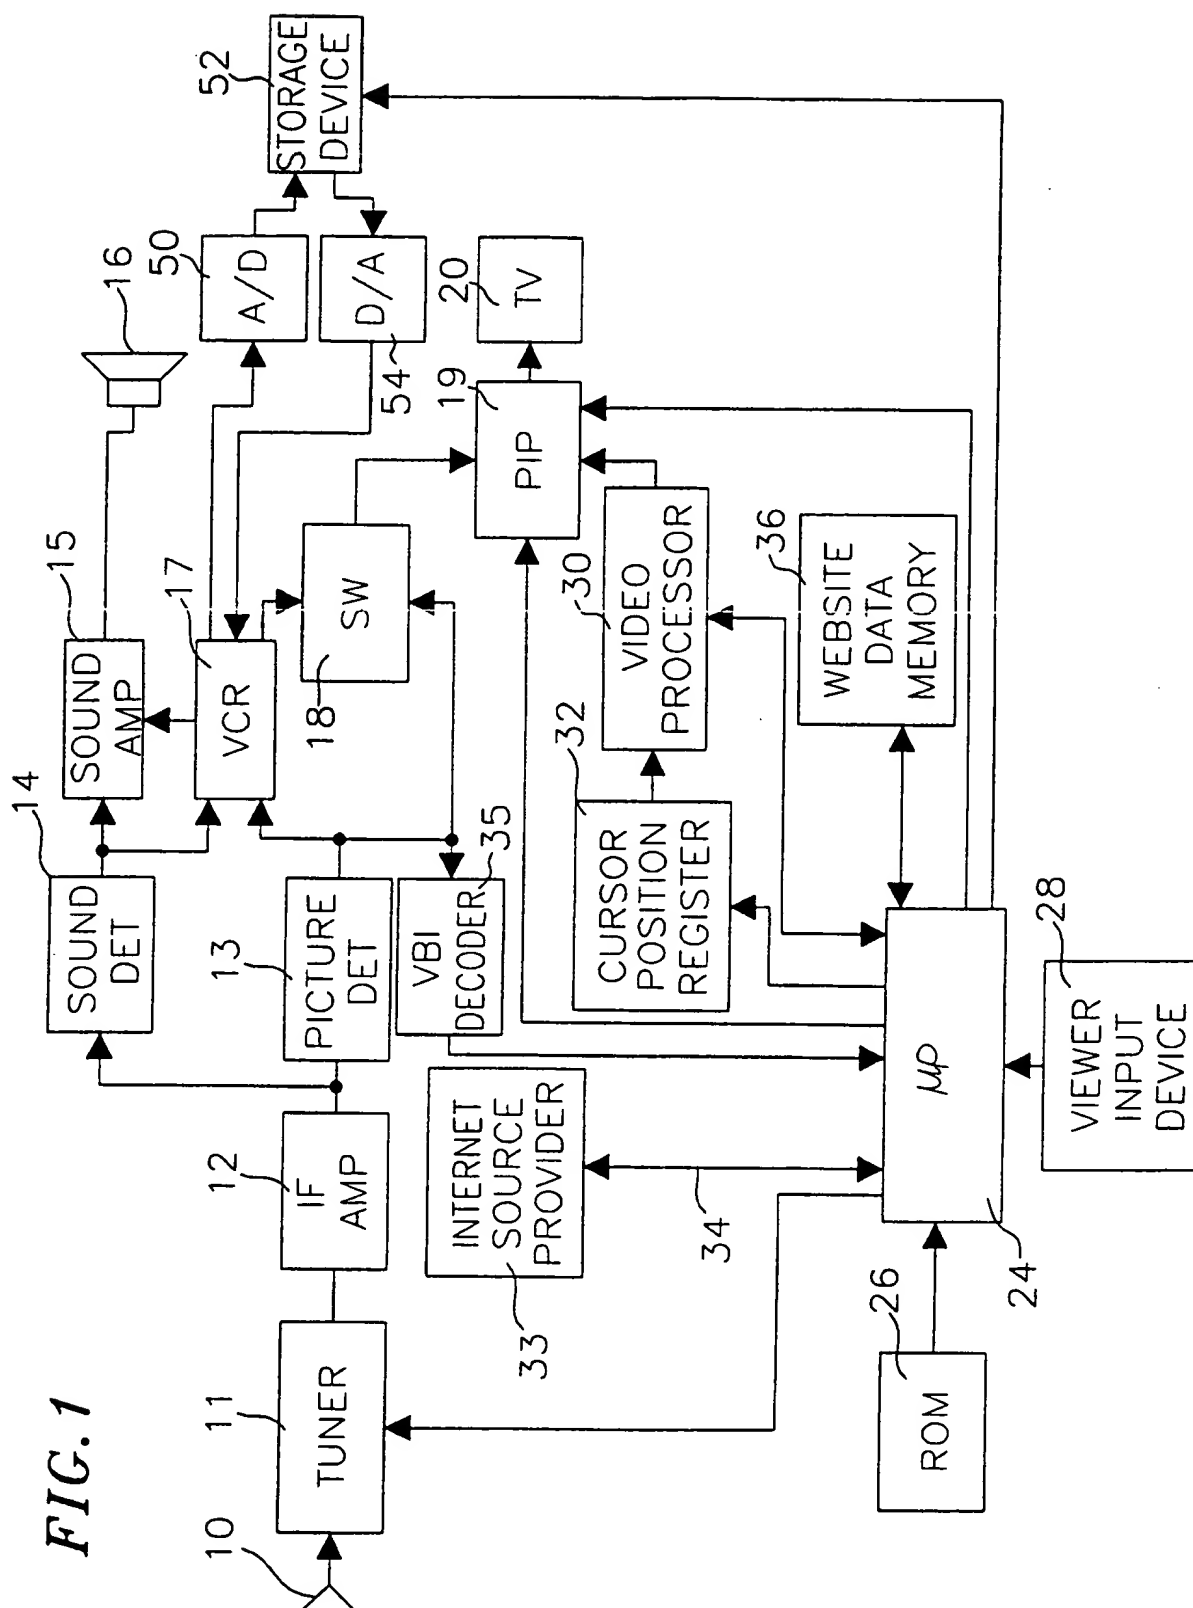 FIG. 1
10
11
TUNER
12
IF
AMP
13
PICTURE
DET
14
SOUND
DET
15
SOUND
AMP
16
17
VCR
18
SW
50
A/D
52
STORAGE
DEVICE
D/A
54
19
PIP
20
TV
35
VBI
DECODER
33
INTERNET
SOURCE
PROVIDER
34
32
CURSOR
POSITION
REGISTER
30
VIDEO
PROCESSOR
36
WEBSITE
DATA
MEMORY
26
ROM
24
μP
28
VIEWER
INPUT
DEVICE